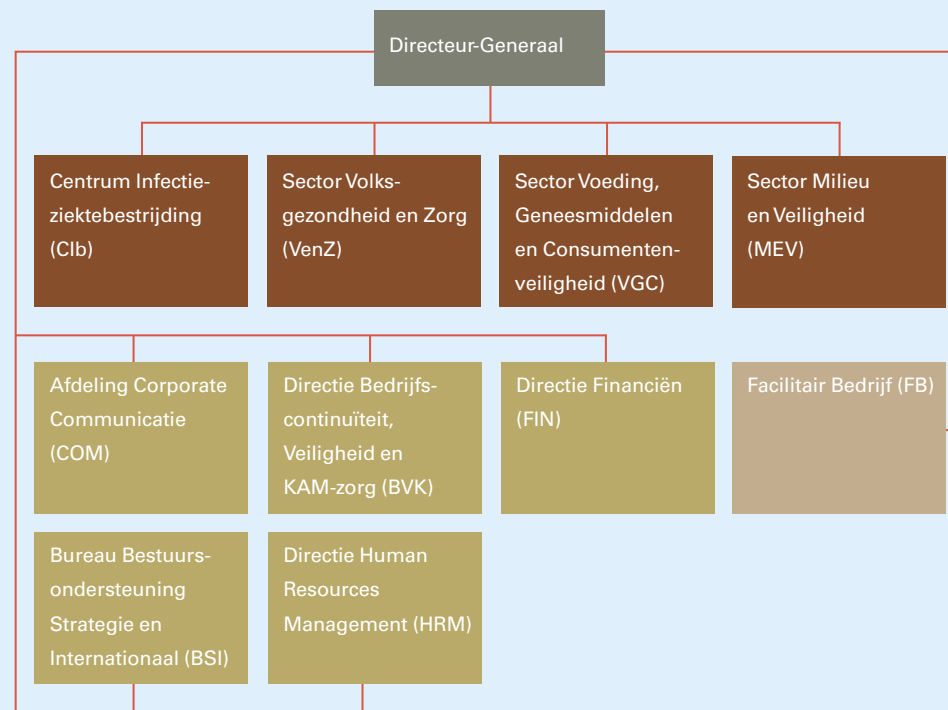 Directeur-Generaal
Centrum Infectie-
ziektebestrijding
(CIb)
Sector Volks-
gezondheid en Zorg
(VenZ)
Sector Voeding,
Geneesmiddelen
en Consumenten-
veiligheid (VGC)
Sector Milieu
en Veiligheid
(MEV)
Afdeling Corporate
Communicatie
(COM)
Directie Bedrijfs-
continuïteit,
Veiligheid en
KAM-zorg (BVK)
Directie Financiën
(FIN)
Facilitair Bedrijf (FB)
Bureau Bestuurs-
ondersteuning
Strategie en
Internationaal (BSI)
Directie Human
Resources
Management (HRM)